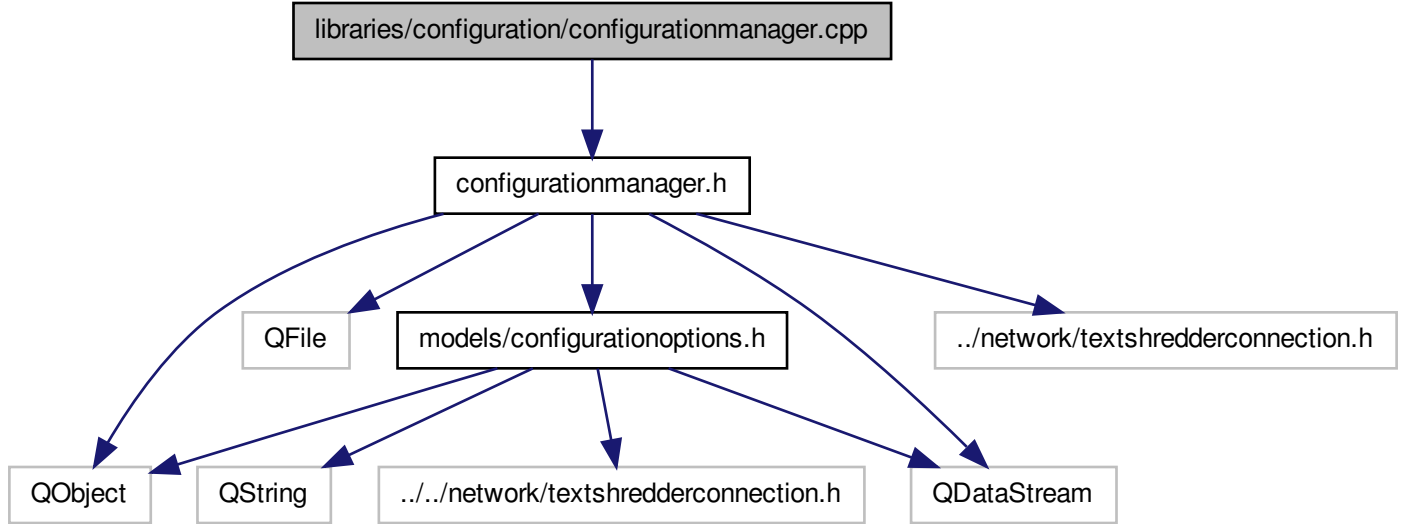 libraries/configuration/configurationmanager.cpp
configurationmanager.h
QFile
models/configurationoptions.h
../network/textshredderconnection.h
QObject
QString
../../network/textshredderconnection.h
QDataStream